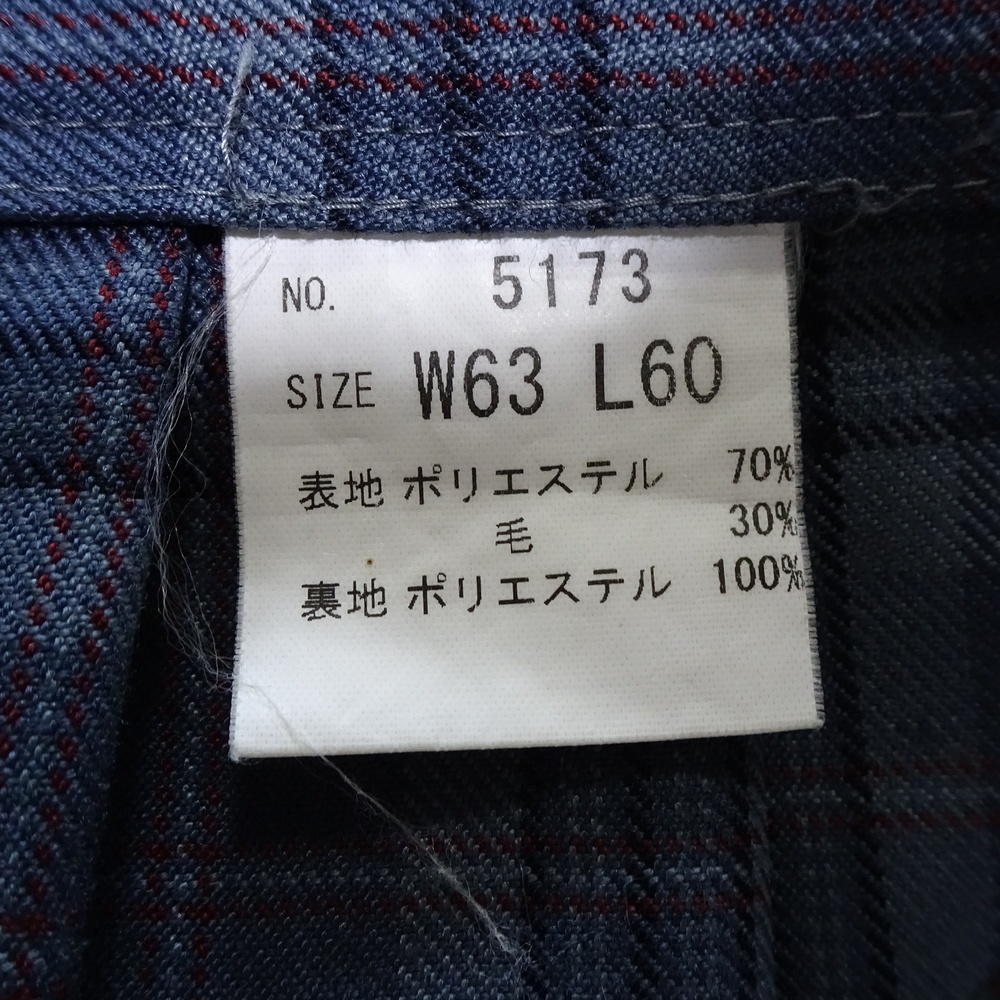 NO. 5173
SIZE W63 L60
表地 ポリエステル 70%
毛 30%
裏地 ポリエステル 100%